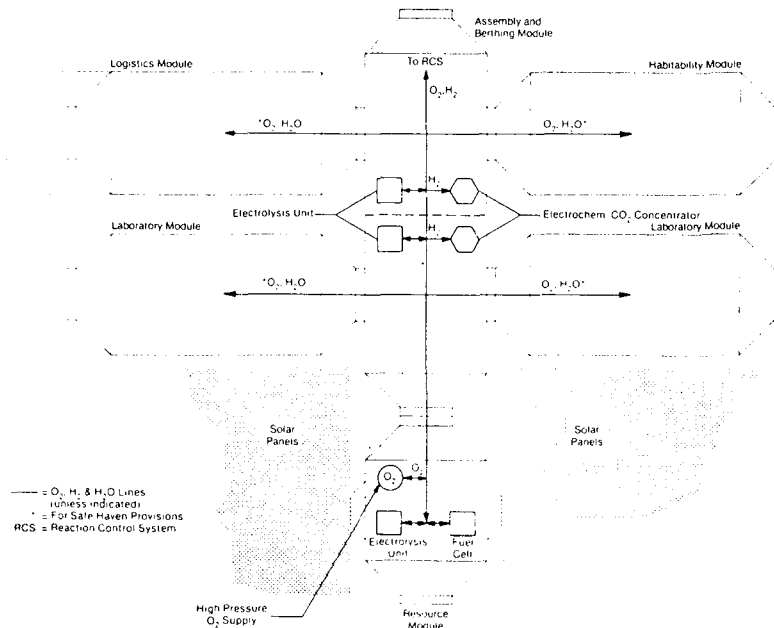 Assembly and
Berthing Module
Logistics Module
To RCS
Habitability Module
O₂, H₂
*O₂, H₂O
O₂, H₂O*
H₂
Electrolysis Unit
Electrochem. CO₂ Concentrator
Laboratory Module
Laboratory Module
H₂
*O₂, H₂O
O₂, H₂O*
Solar
Panels
Solar
Panels
O₂
O₂
—— = O₂, H₂ & H₂O Lines
(unless indicated)
* = For Safe Haven Provisions
RCS = Reaction Control System
Electrolysis
Unit
Fuel
Cell
High Pressure
O₂ Supply
Resource
Module